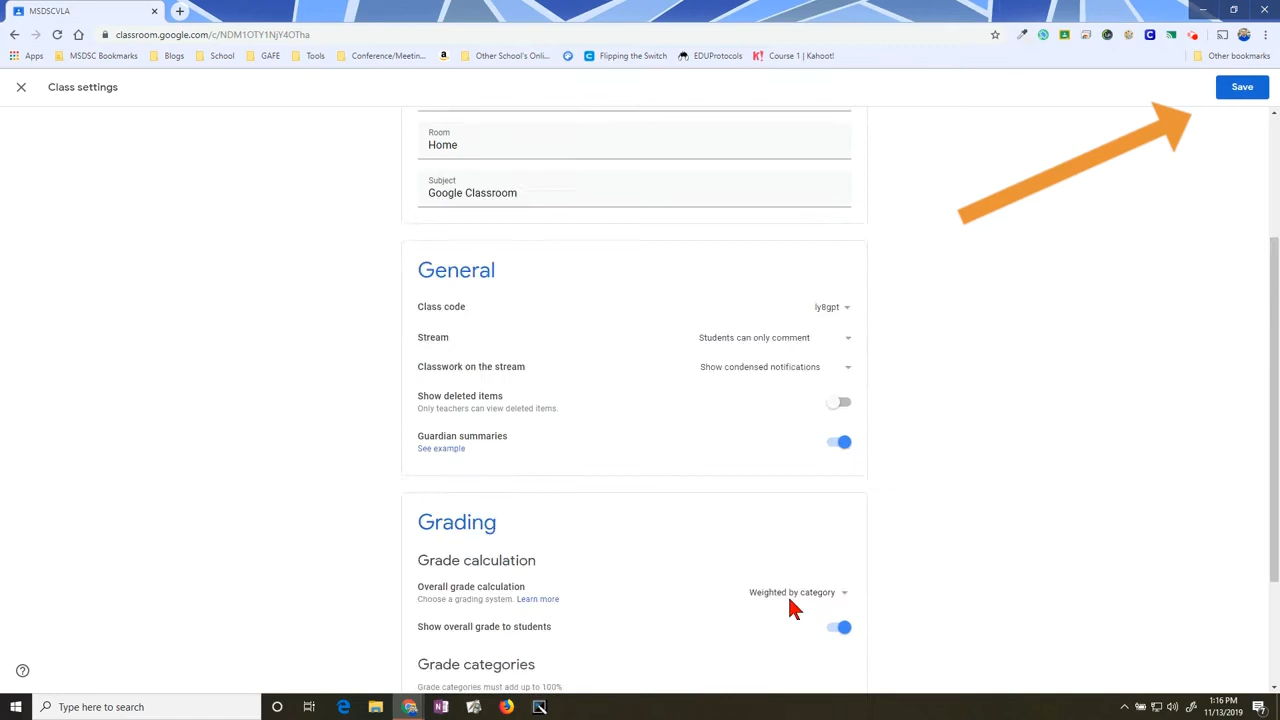 MSDSCVLA
classroom.google.com/c/NDM1OTY1NjY4OTha
Apps MSDSC Bookmarks Blogs School GAFE Tools Conference/Meetin... Other School's Onli... Flipping the Switch EDUProtocols Course 1 | Kahoot! Other bookmarks
Class settings Save
Room
Home
Subject
Google Classroom
General
Class code ly8gpt
Stream Students can only comment
Classwork on the stream Show condensed notifications
Show deleted items
Only teachers can view deleted items.
Guardian summaries
See example
Grading
Grade calculation
Overall grade calculation Weighted by category
Choose a grading system. Learn more
Show overall grade to students
Grade categories
Grade categories must add up to 100%
Type here to search
1:16 PM
11/13/2019